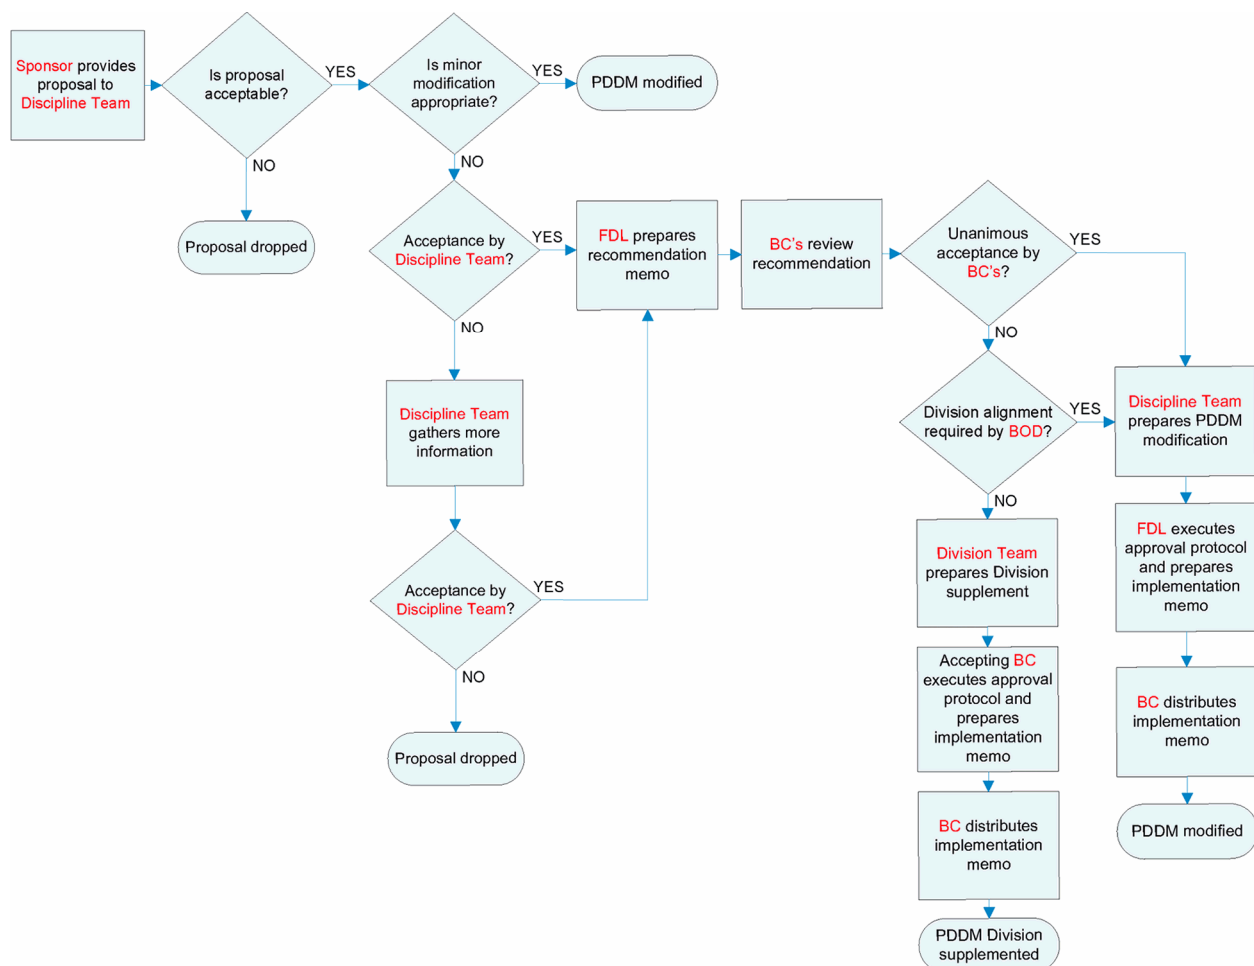 Sponsor provides
proposal to
Discipline Team
Is proposal
acceptable?
YES
NO
Proposal dropped
Is minor
modification
appropriate?
YES
PDDM modified
NO
Acceptance by
Discipline Team?
YES
NO
FDL prepares
recommendation
memo
BC's review
recommendation
Unanimous
acceptance by
BC's?
YES
NO
Discipline Team
gathers more
information
Acceptance by
Discipline Team?
YES
NO
Proposal dropped
Division alignment
required by BOD?
YES
NO
Discipline Team
prepares PDDM
modification
FDL executes
approval protocol
and prepares
implementation
memo
BC distributes
implementation
memo
PDDM modified
Division Team
prepares Division
supplement
Accepting BC
executes approval
protocol and
prepares
implementation
memo
BC distributes
implementation
memo
PDDM Division
supplemented